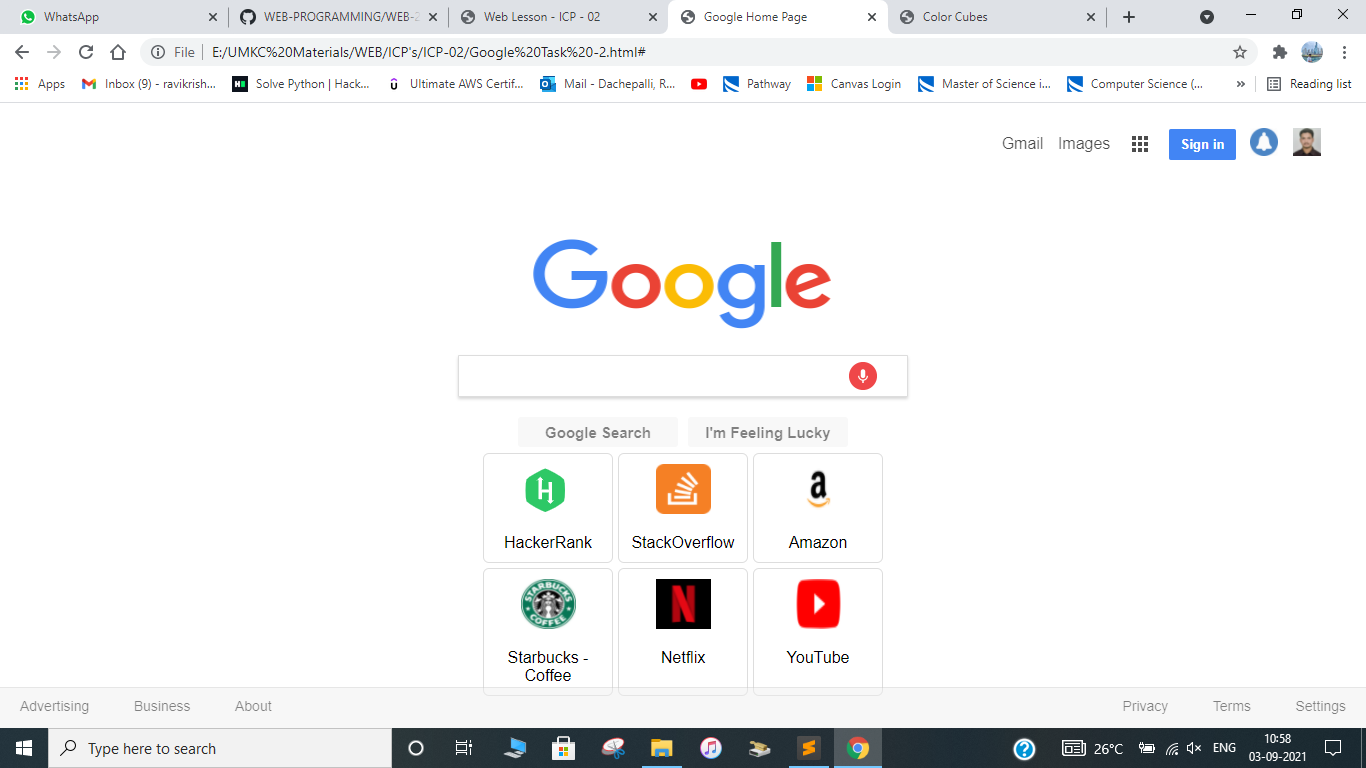 WhatsApp
WEB-PROGRAMMING/WEB-2
Web Lesson - ICP - 02
Google Home Page
Color Cubes
File
E:/UMKC%20Materials/WEB/ICP's/ICP-02/Google%20Task%20-2.html#
Apps
Inbox (9) - ravikrish...
Solve Python | Hack...
Ultimate AWS Certif...
Mail - Dachepalli, R...
Pathway
Canvas Login
Master of Science i...
Computer Science (...
»
Reading list
Gmail
Images
Sign in
Google
Google Search
I'm Feeling Lucky
HackerRank
StackOverflow
Amazon
STARBUCKS
COFFEE
Starbucks -
Coffee
Netflix
YouTube
Advertising
Business
About
Privacy
Terms
Settings
Type here to search
26°C
ENG
10:58
03-09-2021